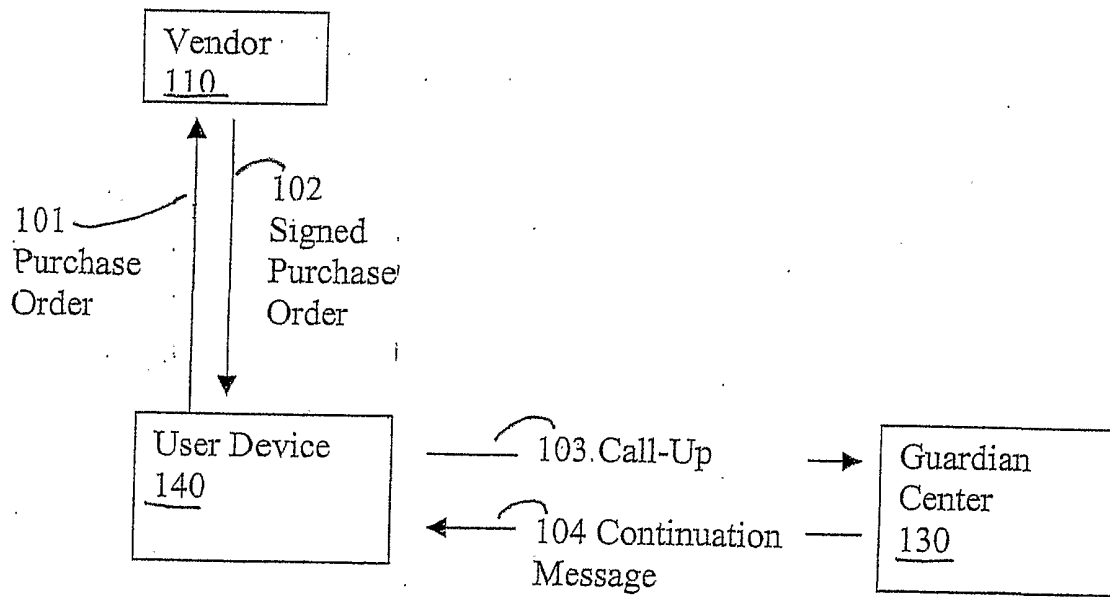 Vendor
110
101
Purchase
Order
102
Signed
Purchase
Order
User Device
140
103 Call-Up
104 Continuation
Message
Guardian
Center
130